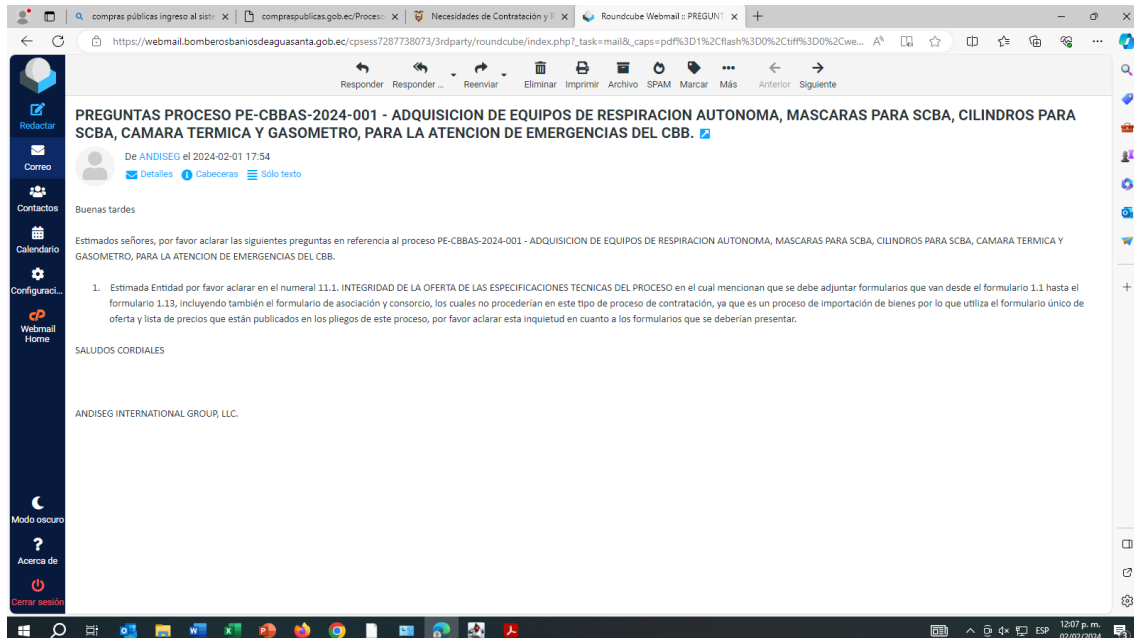 compras públicas ingreso al siste
compraspublicas.gob.ec/Proceso
Necesidades de Contratación y R
Roundcube Webmail :: PREGUNT
https://webmail.bomberosbaniosdeaguasanta.gob.ec/cpsess7287738073/3rdparty/roundcube/index.php?_task=mail&_caps=pdf%3D1%2Cflash%3D0%2Ctiff%3D0%2Cwe...
Responder
Responder ...
Reenviar
Eliminar
Imprimir
Archivo
SPAM
Marcar
Más
Anterior
Siguiente
Redactar
Correo
Contactos
Calendario
Configuraci...
Webmail
Home
PREGUNTAS PROCESO PE-CBBAS-2024-001 - ADQUISICION DE EQUIPOS DE RESPIRACION AUTONOMA, MASCARAS PARA SCBA, CILINDROS PARA
SCBA, CAMARA TERMICA Y GASOMETRO, PARA LA ATENCION DE EMERGENCIAS DEL CBB.
De ANDISEG el 2024-02-01 17:54
Detalles
Cabeceras
Sólo texto
Buenas tardes
Estimados señores, por favor aclarar las siguientes preguntas en referencia al proceso PE-CBBAS-2024-001 - ADQUISICION DE EQUIPOS DE RESPIRACION AUTONOMA, MASCARAS PARA SCBA, CILINDROS PARA SCBA, CAMARA TERMICA Y
GASOMETRO, PARA LA ATENCION DE EMERGENCIAS DEL CBB.
1. Estimada Entidad por favor aclarar en el numeral 11.1. INTEGRIDAD DE LA OFERTA DE LAS ESPECIFICACIONES TECNICAS DEL PROCESO en el cual mencionan que se debe adjuntar formularios que van desde el formulario 1.1 hasta el
formulario 1.13, incluyendo también el formulario de asociación y consorcio, los cuales no procederían en este tipo de proceso de contratación, ya que es un proceso de importación de bienes por lo que utiliza el formulario único de
oferta y lista de precios que están publicados en los pliegos de este proceso, por favor aclarar esta inquietud en cuanto a los formularios que se deberían presentar.
SALUDOS CORDIALES
ANDISEG INTERNATIONAL GROUP, LLC.
Modo oscuro
Acerca de
Cerrar sesión
ESP
12:07 p. m.
02/02/2024